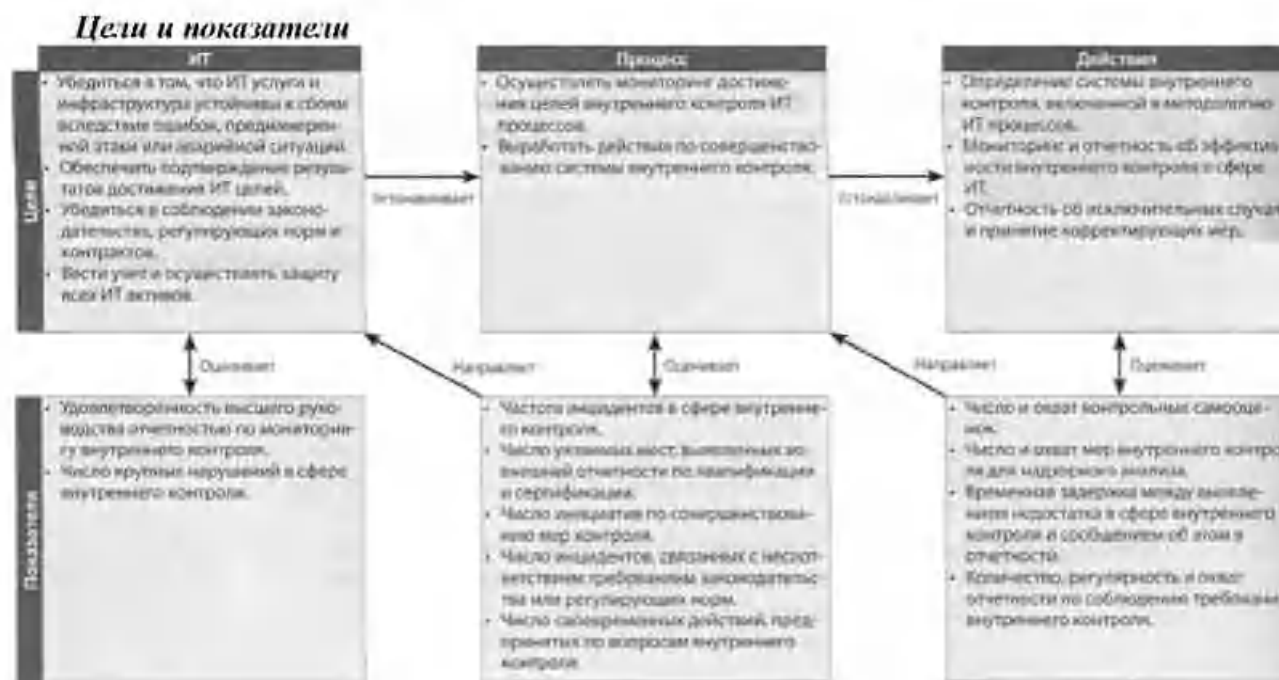 Цели и показатели
ИТ
Процесс
Действия
Цели
• Убедиться в том, что ИТ услуги и
инфраструктура устойчивы к сбоям
вследствие ошибок, преднамерен-
ной атаки или аварийной ситуации.
• Обеспечить подтверждение резуль-
татов достижения ИТ целей.
• Убедиться в соблюдении законо-
дательства, регулирующих норм и
контрактов.
• Вести учет и осуществлять защиту
всех ИТ активов.
Устанавливает
• Осуществлять мониторинг достиже-
ния целей внутреннего контроля ИТ
процессов.
• Выработать действия по совершенство-
ванию системы внутреннего контроля.
Устанавливает
• Определение системы внутреннего
контроля, включенной в методологию
ИТ процессов.
• Мониторинг и отчетность об эффектив
ности внутреннего контроля в сфере
ИТ.
• Отчетность об исключительных случая
и принятие корректирующих мер.
Оценивает
Направляет
Оценивает
Направляет
Оценивает
Показатели
• Удовлетворенность высшего руко-
водства отчетностью по монитории-
гу внутреннего контроля.
• Число крупных нарушений в сфере
внутреннего контроля.
• Частота инцидентов в сфере внутренне-
го контроля.
• Число уязвимых мест, выявленных во
внешней отчетности по квалификации
и сертификации.
• Число инициатив по совершенствова-
нию мер контроля.
• Число инцидентов, связанных с несоот-
ветствием требованиям законодательс-
тва или регулирующих норм.
• Число своевременных действий, пред-
принятых по вопросам внутреннего
контроля.
• Число и охват контрольных самооце-
нок.
• Число и охват мер внутреннего контро
ля для надзорного анализа.
• Временная задержка между выявле-
нием недостатка в сфере внутреннего
контроля и сообщением об этом в
отчетности.
• Количество, регулярность и охват
отчетности по соблюдению требовани
внутреннего контроля.